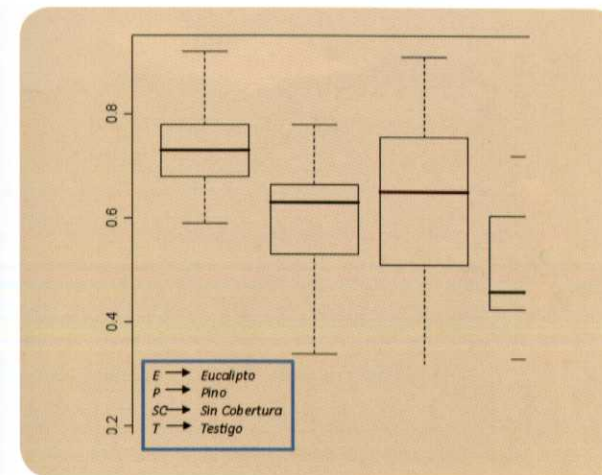 0.8
0.6
0.4
0.2
E → Eucalipto
P → Pino
SC → Sin Cobertura
T → Testigo